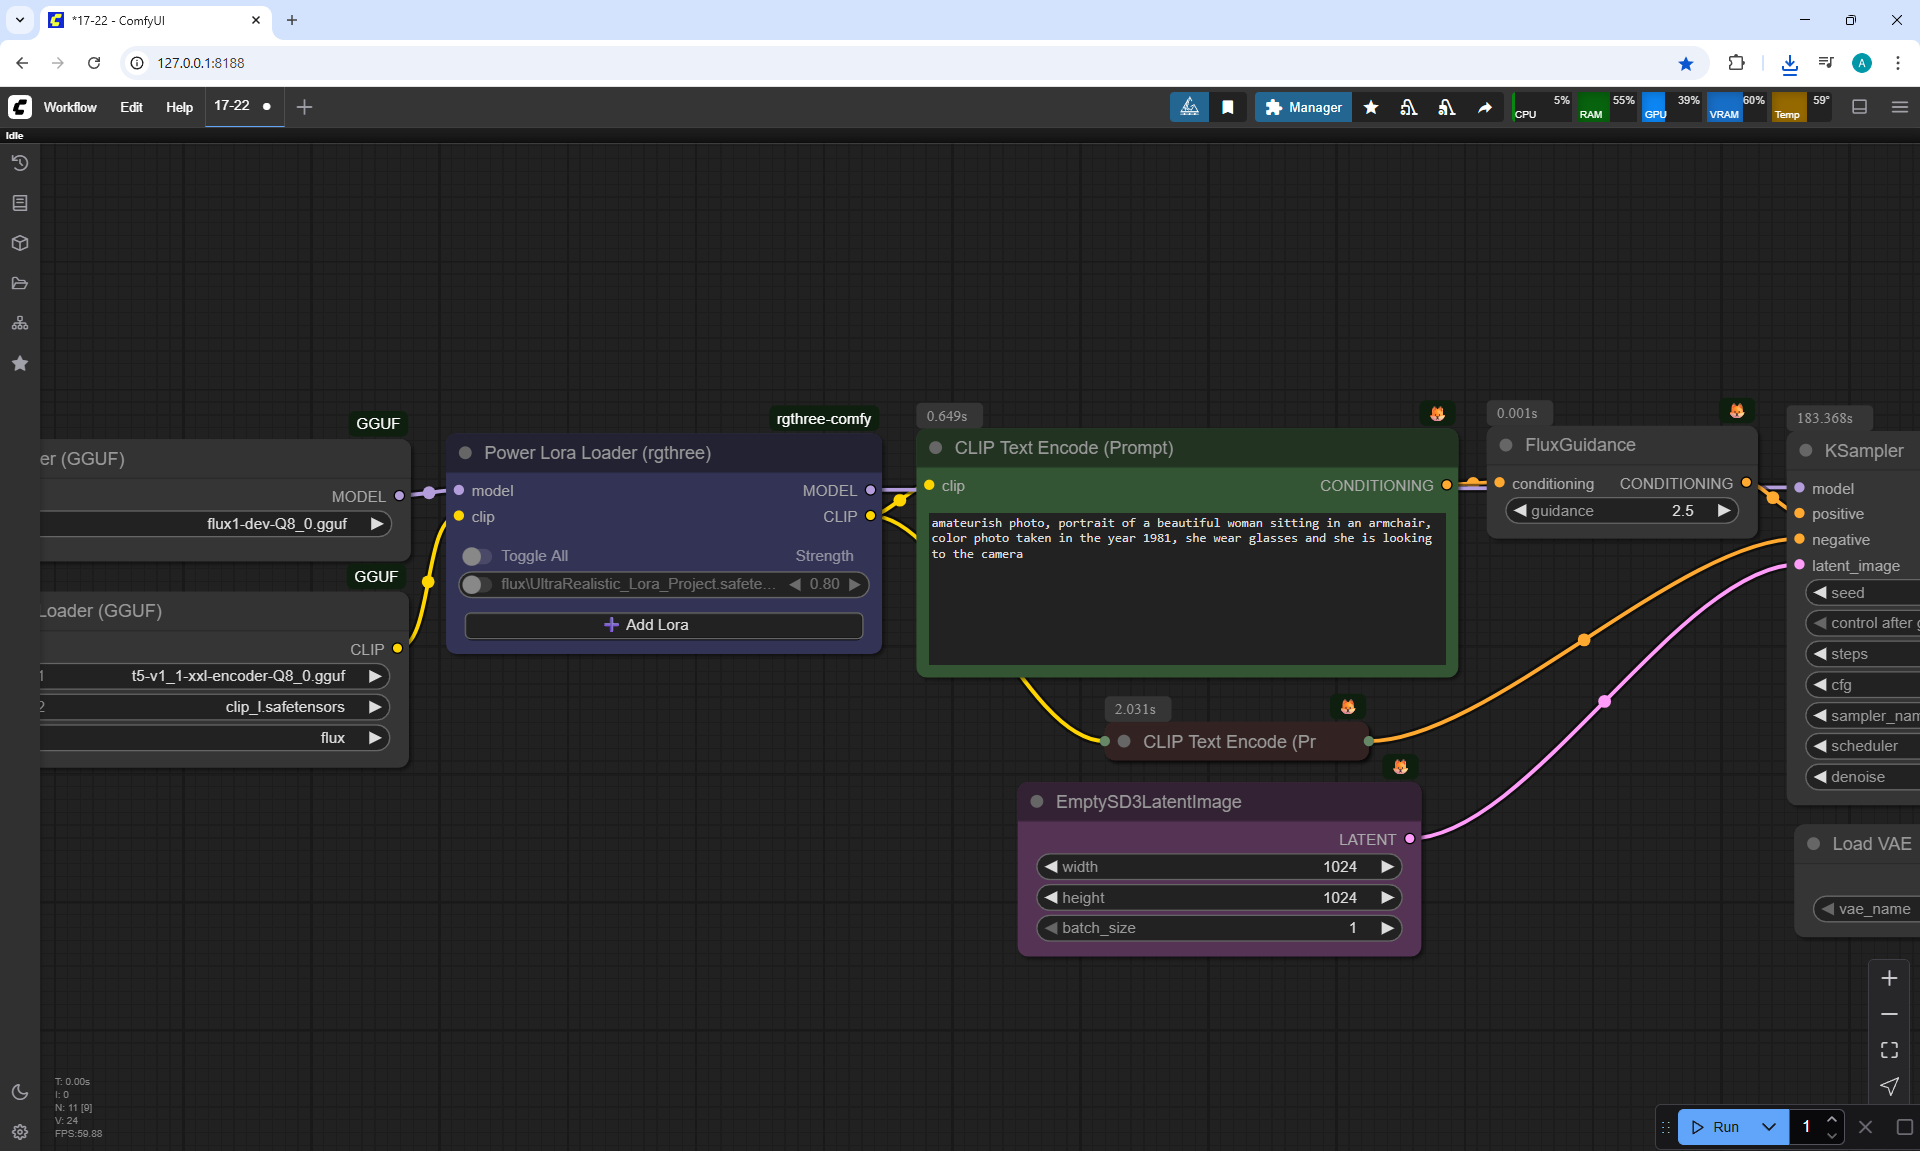 *17-22 - ComfyUI
127.0.0.1:8188
A
Workflow Edit Help 17-22
Manager
CPU 5% RAM 55% GPU 39% VRAM 60% Temp 59°
Idle
GGUF
er (GGUF)
MODEL
flux1-dev-Q8_0.gguf
GGUF
Loader (GGUF)
CLIP
1 t5-v1_1-xxl-encoder-Q8_0.gguf
2 clip_l.safetensors
flux
rgthree-comfy
Power Lora Loader (rgthree)
model MODEL
clip CLIP
Toggle All Strength
flux\UltraRealistic_Lora_Project.safete... 0.80
Add Lora
0.649s
CLIP Text Encode (Prompt)
clip CONDITIONING
amateurish photo, portrait of a beautiful woman sitting in an armchair,
color photo taken in the year 1981, she wear glasses and she is looking
to the camera
2.031s
CLIP Text Encode (Pr
EmptySD3LatentImage
LATENT
width 1024
height 1024
batch_size 1
0.001s
FluxGuidance
conditioning CONDITIONING
guidance 2.5
183.368s
KSampler
model
positive
negative
latent_image
seed
control after g
steps
cfg
sampler_nam
scheduler
denoise
Load VAE
vae_name
T: 0.00s
I: 0
N: 11 [9]
V: 24
FPS:59.88
Run 1